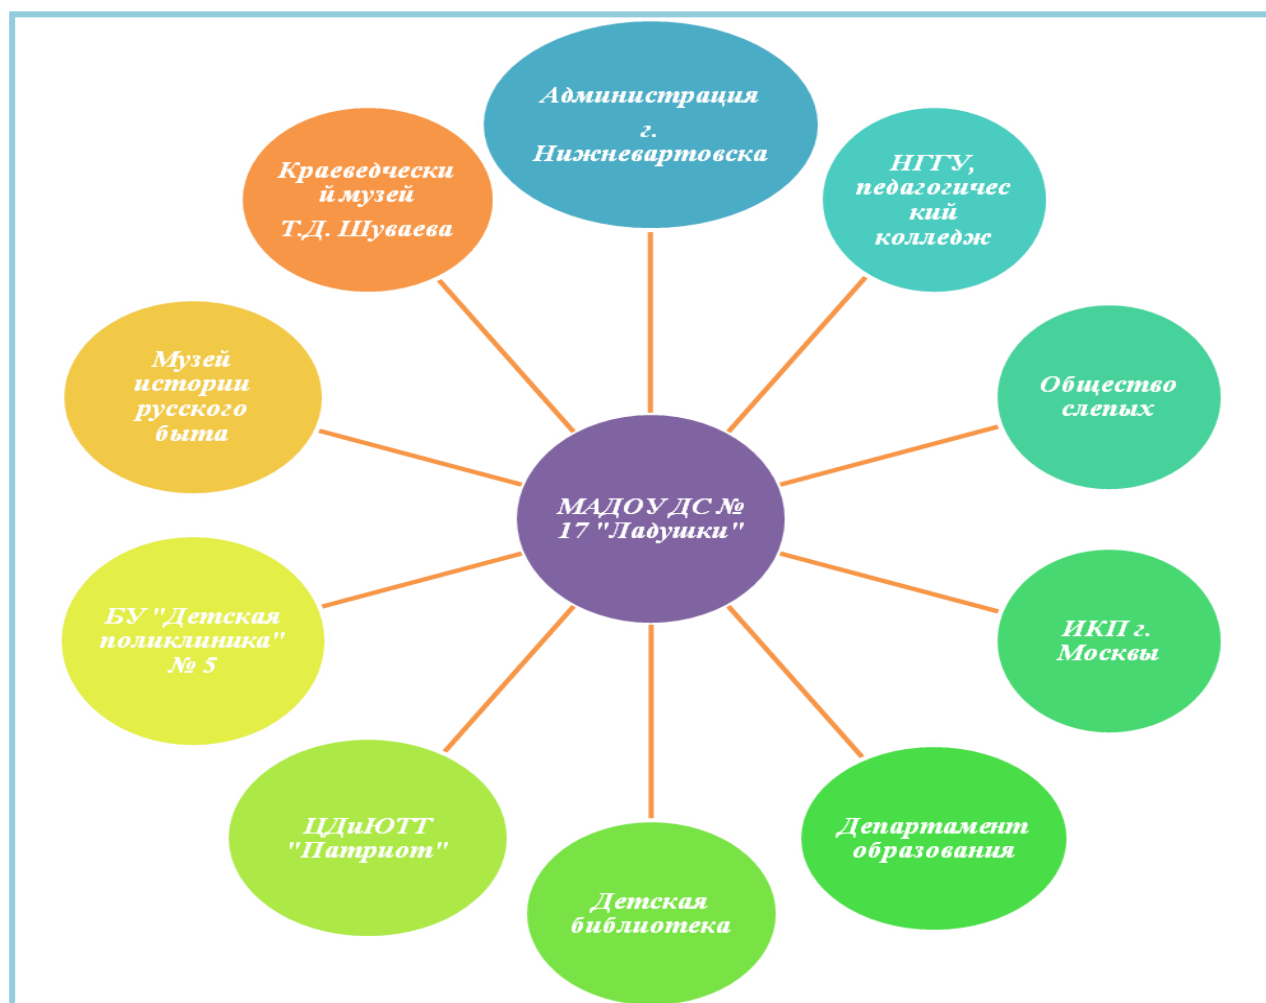 Администрация
г.
Нижневартовска
НГГУ,
педагогичес
кий
колледж
Общество
слепых
ИКП г.
Москвы
Департамент
образования
Детская
библиотека
ЦДиЮТТ
"Патриот"
БУ "Детская
поликлиника"
№ 5
Музей
истории
русского
быта
Краеведчески
й музей
Т.Д. Шуваева
МАДОУ ДС №
17 "Ладушки"